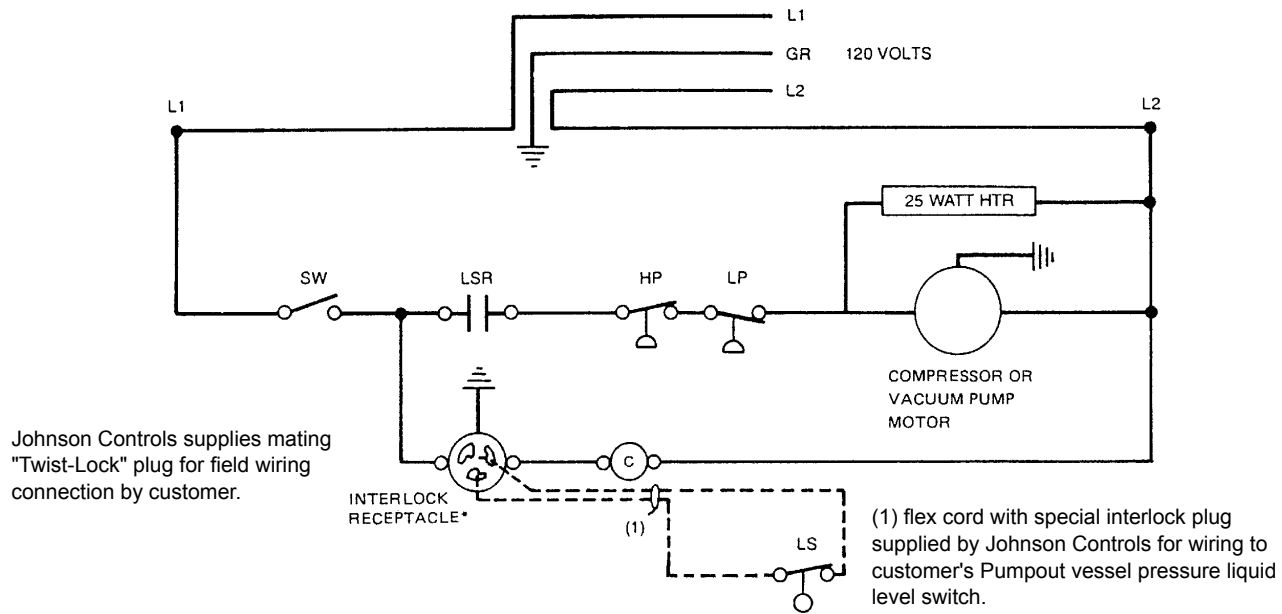 L1
GR 120 VOLTS
L2
L1
L2
25 WATT HTR
SW
LSR
HP
LP
COMPRESSOR OR
VACUUM PUMP
MOTOR
Johnson Controls supplies mating
"Twist-Lock" plug for field wiring
connection by customer.
C
INTERLOCK
RECEPTACLE*
(1)
LS
(1) flex cord with special interlock plug
supplied by Johnson Controls for wiring to
customer's Pumpout vessel pressure liquid
level switch.